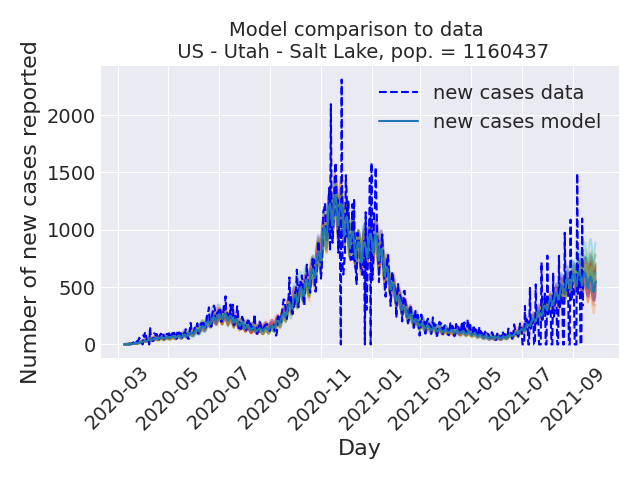 Model comparison to data
US - Utah - Salt Lake, pop. = 1160437
Number of new cases reported
2000
1500
1000
500
0
new cases data
new cases model
2020-03
2020-05
2020-07
2020-09
2020-11
2021-01
2021-03
2021-05
2021-07
2021-09
Day